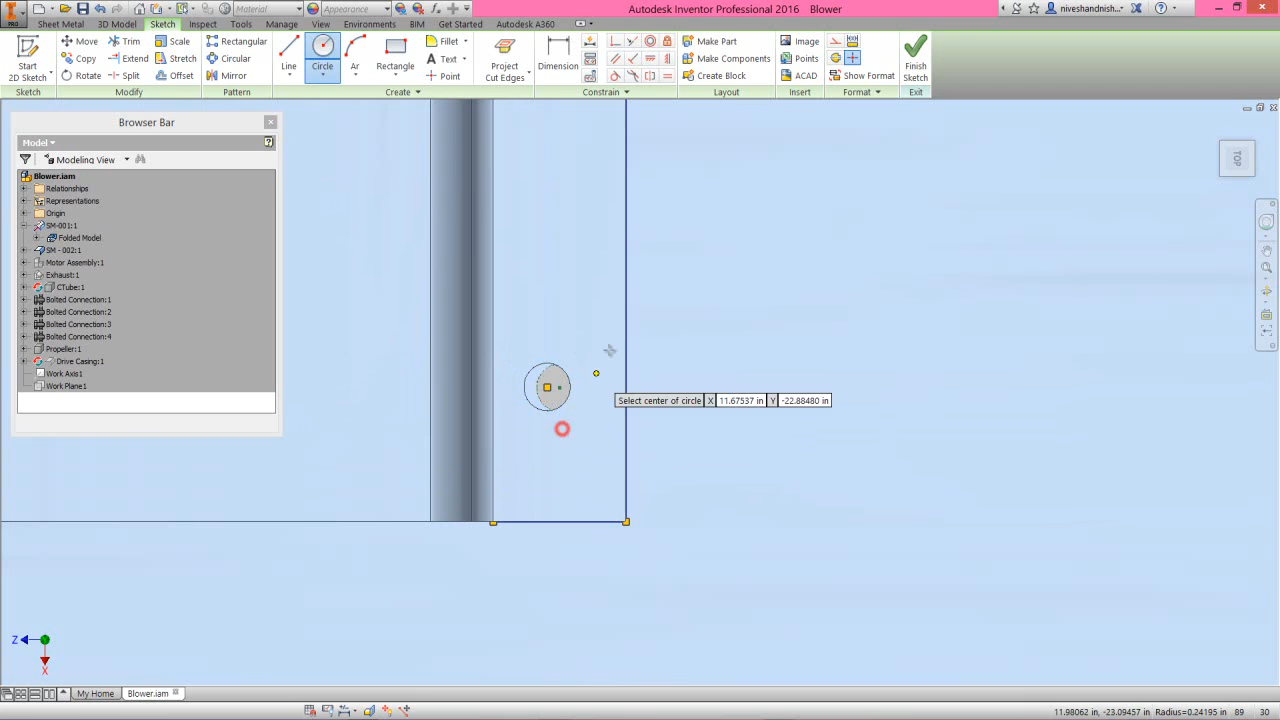 Material
Appearance
Autodesk Inventor Professional 2016 Blower
niveshandnish...
PRO
Sheet Metal 3D Model Sketch Inspect Tools Manage View Environments BIM Get Started Autodesk A360
Start
2D Sketch
Move Trim Scale
Copy Extend Stretch
Rotate Split Offset
Rectangular
Circular
Mirror
Line Circle Ar Rectangle
Fillet
Text
Point
Project
Cut Edges
Dimension
Make Part
Make Components
Create Block
Image
Points
ACAD
Show Format
Finish
Sketch
Sketch Modify Pattern Create Constrain Layout Insert Format Exit
Browser Bar
Model
Modeling View
Blower.iam
Relationships
Representations
Origin
SM-001:1
Folded Model
SM - 002:1
Motor Assembly:1
Exhaust:1
CTube:1
Bolted Connection:1
Bolted Connection:2
Bolted Connection:3
Bolted Connection:4
Propeller:1
Drive Casing:1
Work Axis1
Work Plane1
TOP
Select center of circle X 11.67537 in Y -22.88480 in
Z
X
My Home Blower.iam
11.98062 in, -23.09457 in Radius=0.24195 in 89 30